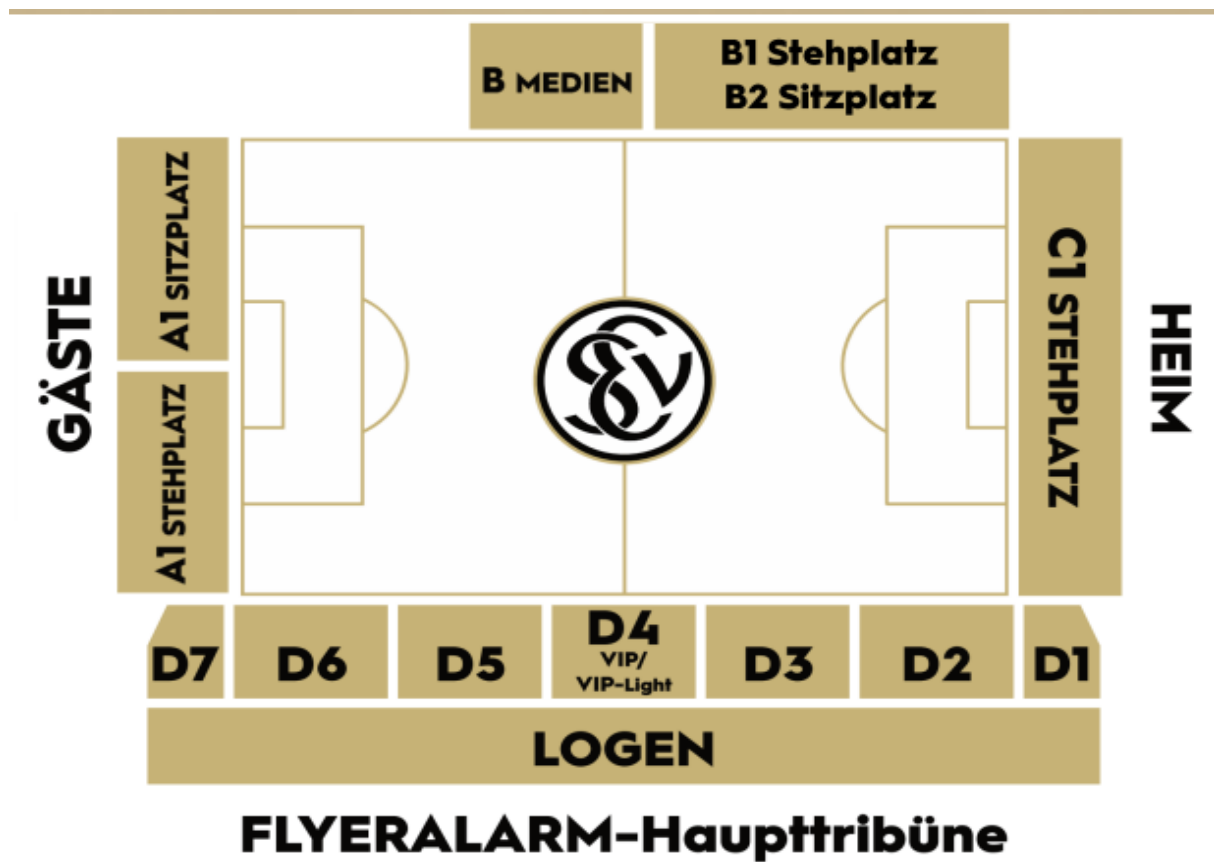 B MEDIEN
B1 Stehplatz
B2 Sitzplatz
GÄSTE
A1 SITZPLATZ
A1 STEHPLATZ
C1 STEHPLATZ
HEIM
D7
D6
D5
D4
VIP/
VIP-Light
D3
D2
D1
LOGEN
FLYERALARM-Haupttribüne